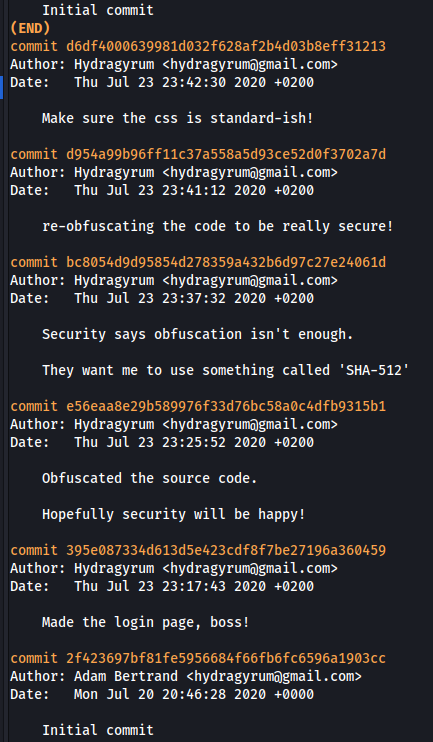 Initial commit
(END)
commit d6df4000639981d032f628af2b4d03b8eff31213
Author: Hydragyrum <hydragyrum@gmail.com>
Date:   Thu Jul 23 23:42:30 2020 +0200
Make sure the css is standard-ish!
commit d954a99b96ff11c37a558a5d93ce52d0f3702a7d
Author: Hydragyrum <hydragyrum@gmail.com>
Date:   Thu Jul 23 23:41:12 2020 +0200
re-obfuscating the code to be really secure!
commit bc8054d9d95854d278359a432b6d97c27e24061d
Author: Hydragyrum <hydragyrum@gmail.com>
Date:   Thu Jul 23 23:37:32 2020 +0200
Security says obfuscation isn't enough.
They want me to use something called 'SHA-512'
commit e56eaa8e29b589976f33d76bc58a0c4dfb9315b1
Author: Hydragyrum <hydragyrum@gmail.com>
Date:   Thu Jul 23 23:25:52 2020 +0200
Obfuscated the source code.
Hopefully security will be happy!
commit 395e087334d613d5e423cdf8f7be27196a360459
Author: Hydragyrum <hydragyrum@gmail.com>
Date:   Thu Jul 23 23:17:43 2020 +0200
Made the login page, boss!
commit 2f423697bf81fe5956684f66fb6fc6596a1903cc
Author: Adam Bertrand <hydragyrum@gmail.com>
Date:   Mon Jul 20 20:46:28 2020 +0000
Initial commit